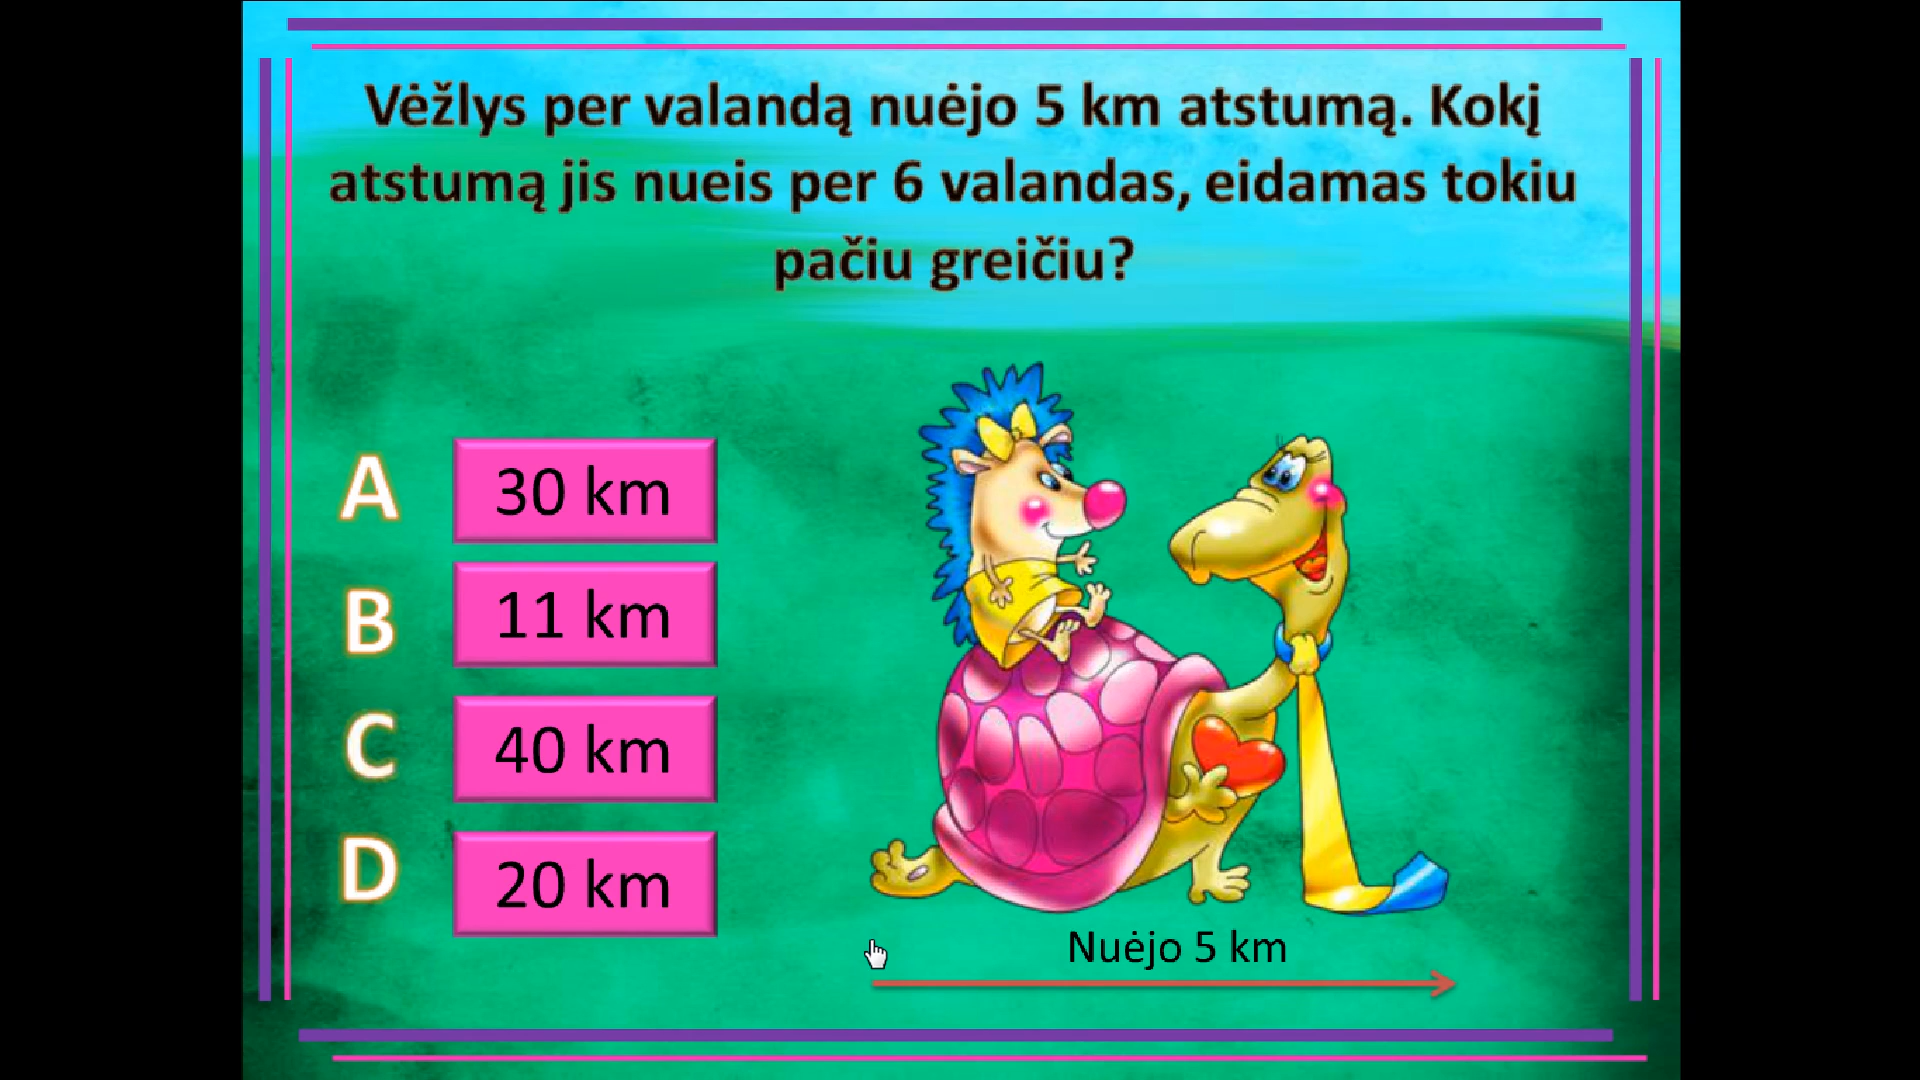 Vėžlys per valandą nuėjo 5 km atstumą. Kokį
atstumą jis nueis per 6 valandas, eidamas tokiu
pačiu greičiu?
A 30 km
B 11 km
C 40 km
D 20 km
Nuėjo 5 km